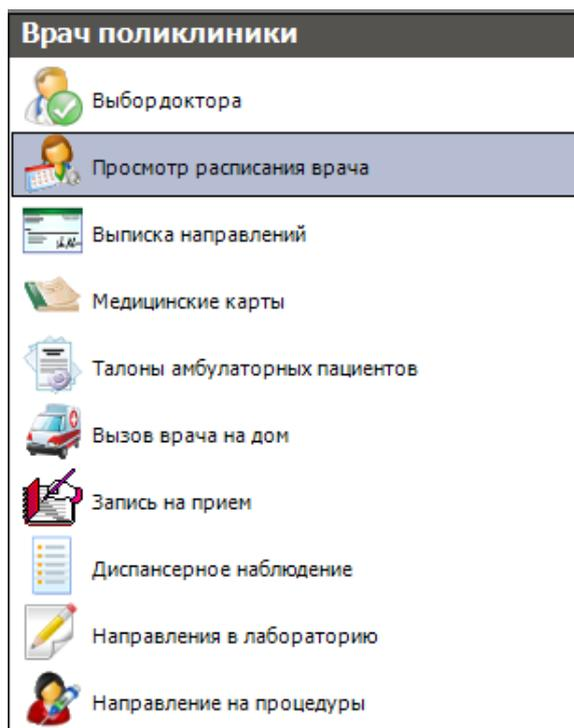 Врач поликлиники
Выбор доктора
Просмотр расписания врача
Выписка направлений
Медицинские карты
Талоны амбулаторных пациентов
Вызов врача на дом
Запись на прием
Диспансерное наблюдение
Направления в лабораторию
Направление на процедуры